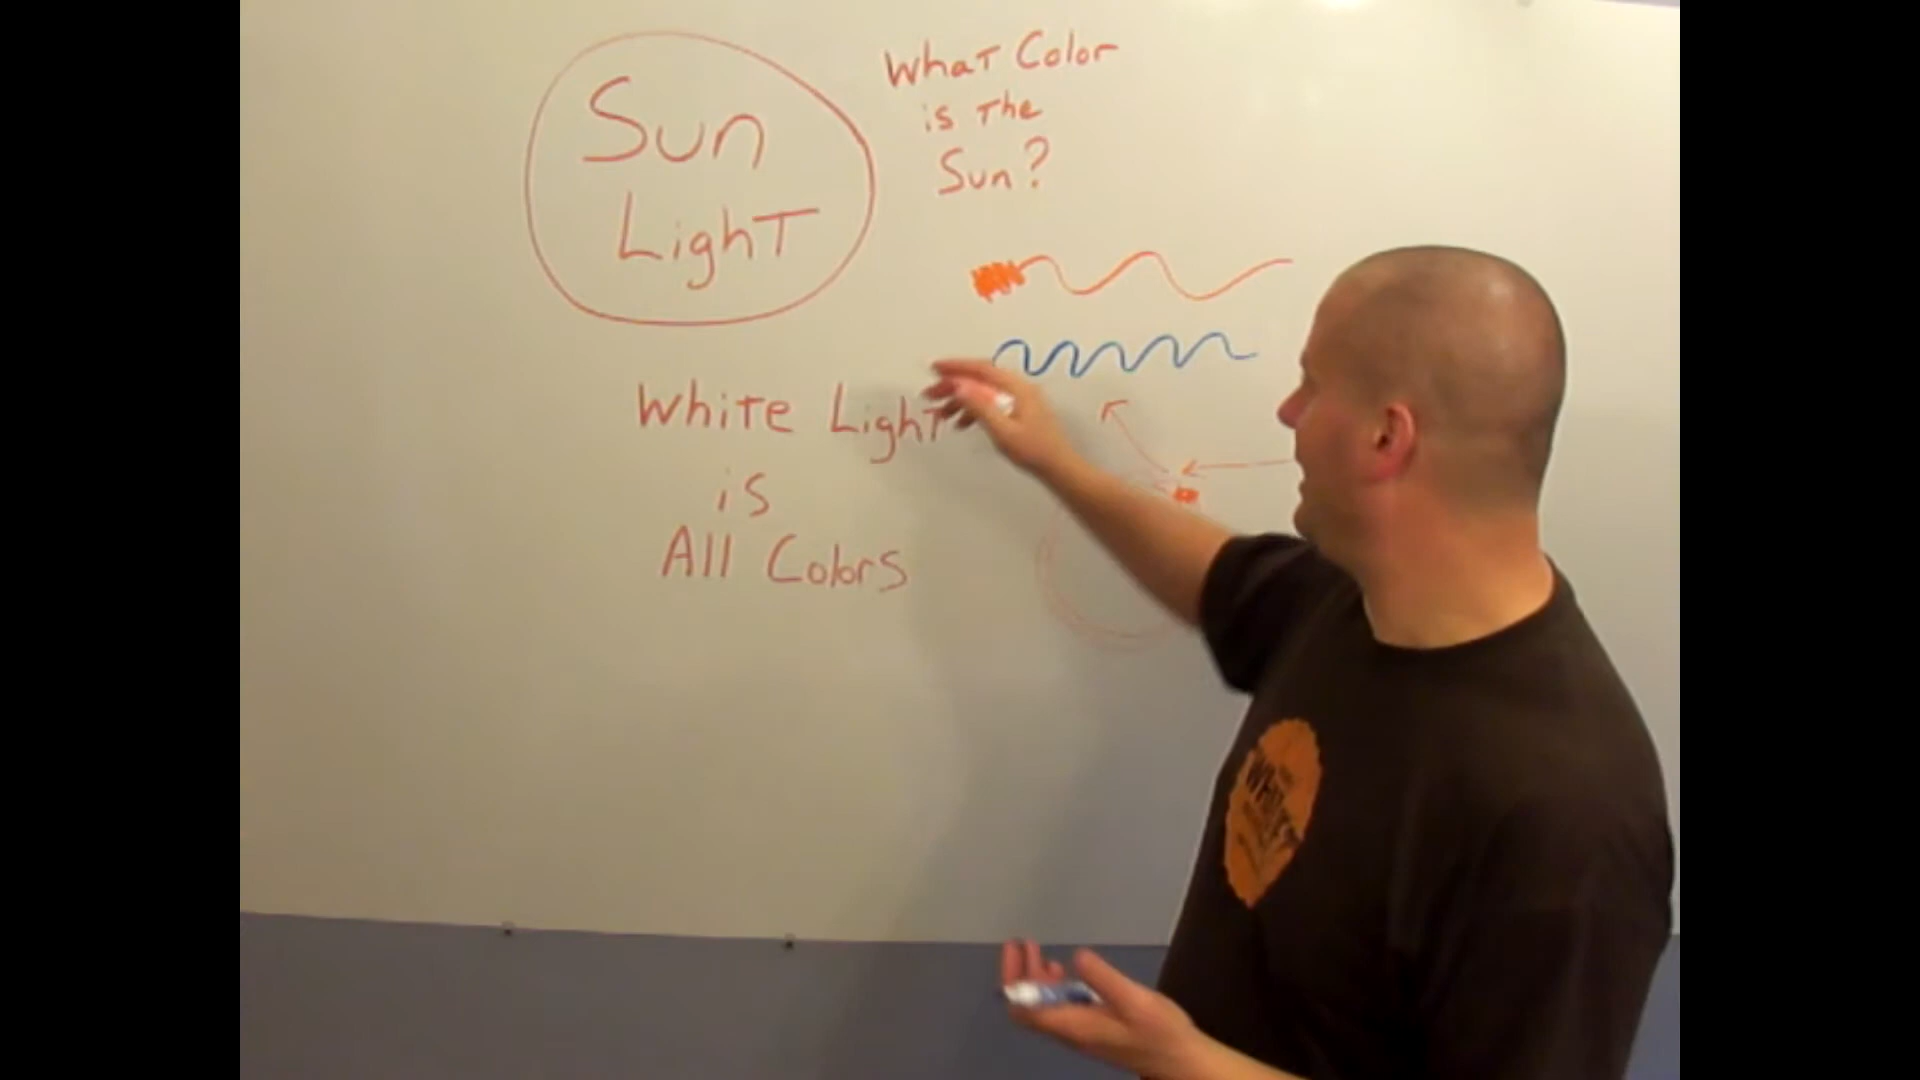 Sun
Light
What Color
is The
Sun?
White Light
is
All Colors